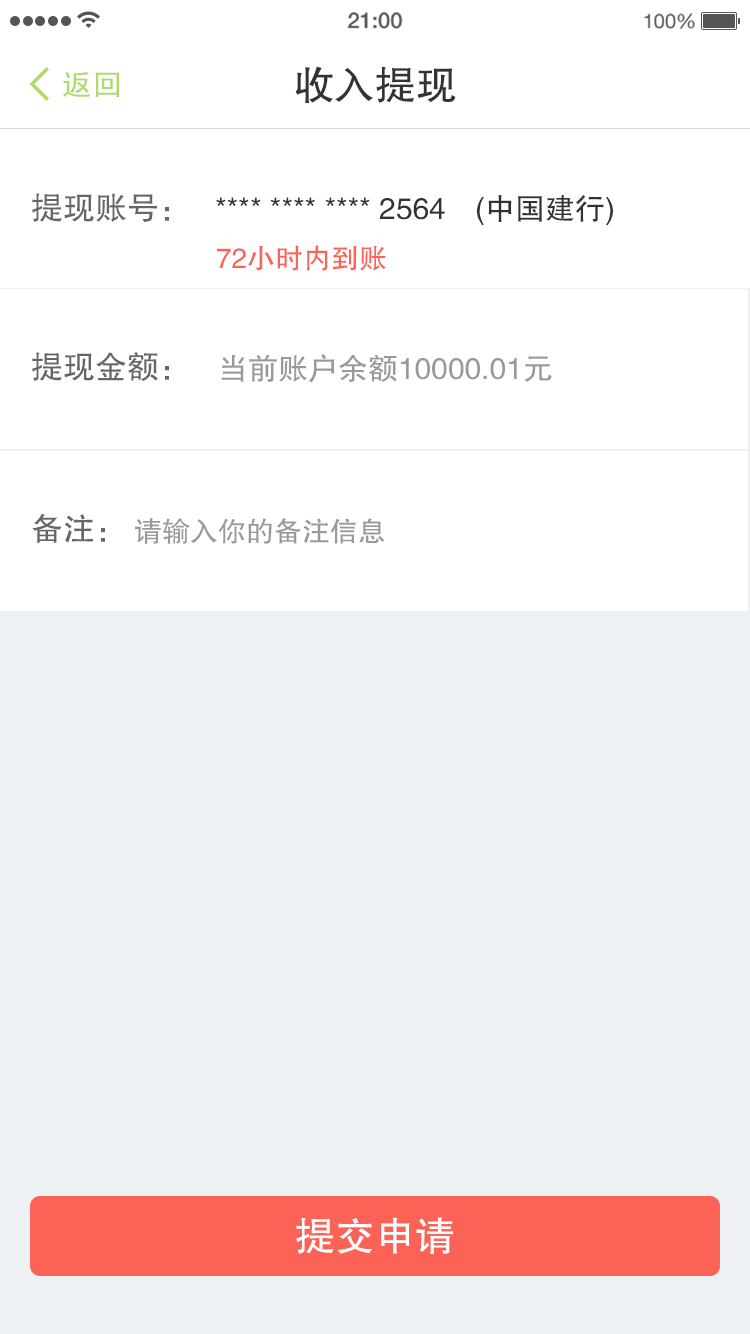 21:00
100%
返回
收入提现
提现账号：
**** **** **** 2564 (中国建行)
72小时内到账
提现金额：
当前账户余额10000.01元
备注：
请输入你的备注信息
提交申请